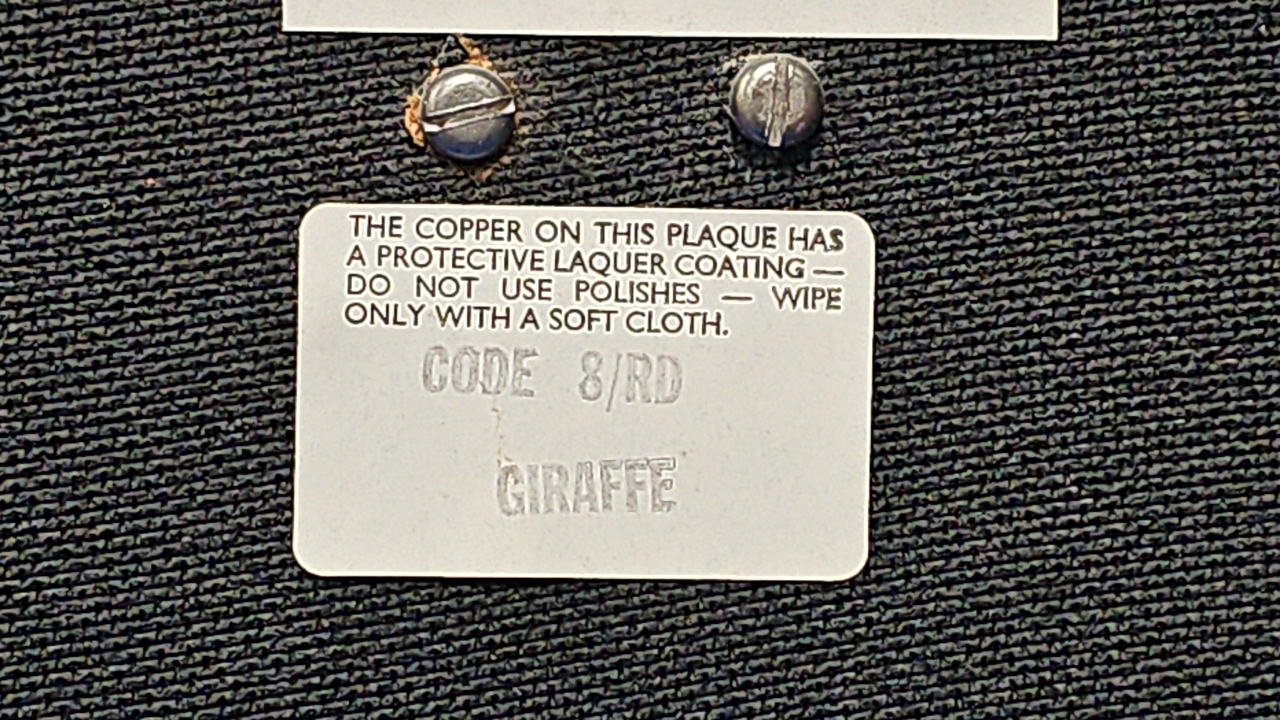 THE COPPER ON THIS PLAQUE HAS
A PROTECTIVE LAQUER COATING —
DO NOT USE POLISHES — WIPE
ONLY WITH A SOFT CLOTH.
CODE 8/RD
GIRAFFE